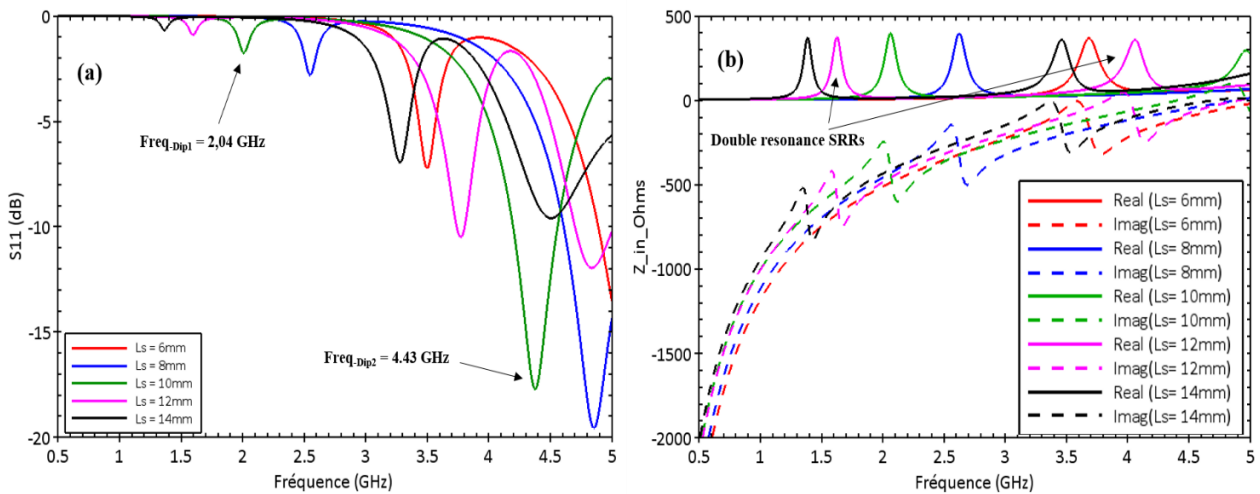 (a)
Freq.-Dip1 = 2,04 GHz
Freq.-Dip2 = 4.43 GHz
Ls = 6mm
Ls = 8mm
Ls = 10mm
Ls = 12mm
Ls = 14mm
S11 (dB)
0
-5
-10
-15
-20
0.5
1
1.5
2
2.5
3
3.5
4
4.5
5
Fréquence (GHz)
(b)
Double resonance SRRs
Real (Ls= 6mm)
Imag(Ls= 6mm)
Real (Ls= 8mm)
Imag(Ls= 8mm)
Real (Ls= 10mm)
Imag(Ls= 10mm)
Real (Ls= 12mm)
Imag(Ls= 12mm)
Real (Ls= 14mm)
Imag(Ls= 14mm)
Z_in_Ohms
500
0
-500
-1000
-1500
-2000
0.5
1
1.5
2
2.5
3
3.5
4
4.5
5
Fréquence (GHz)